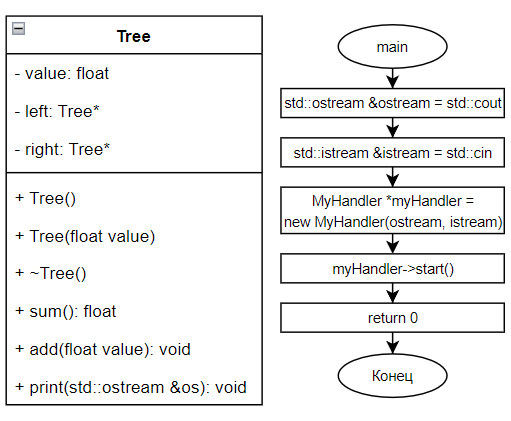 Tree
- value: float
- left: Tree*
- right: Tree*
+ Tree()
+ Tree(float value)
+ ~Tree()
+ sum(): float
+ add(float value): void
+ print(std::ostream &os): void
main
std::ostream &ostream = std::cout
std::istream &istream = std::cin
MyHandler *myHandler =
new MyHandler(ostream, istream)
myHandler->start()
return 0
Конец